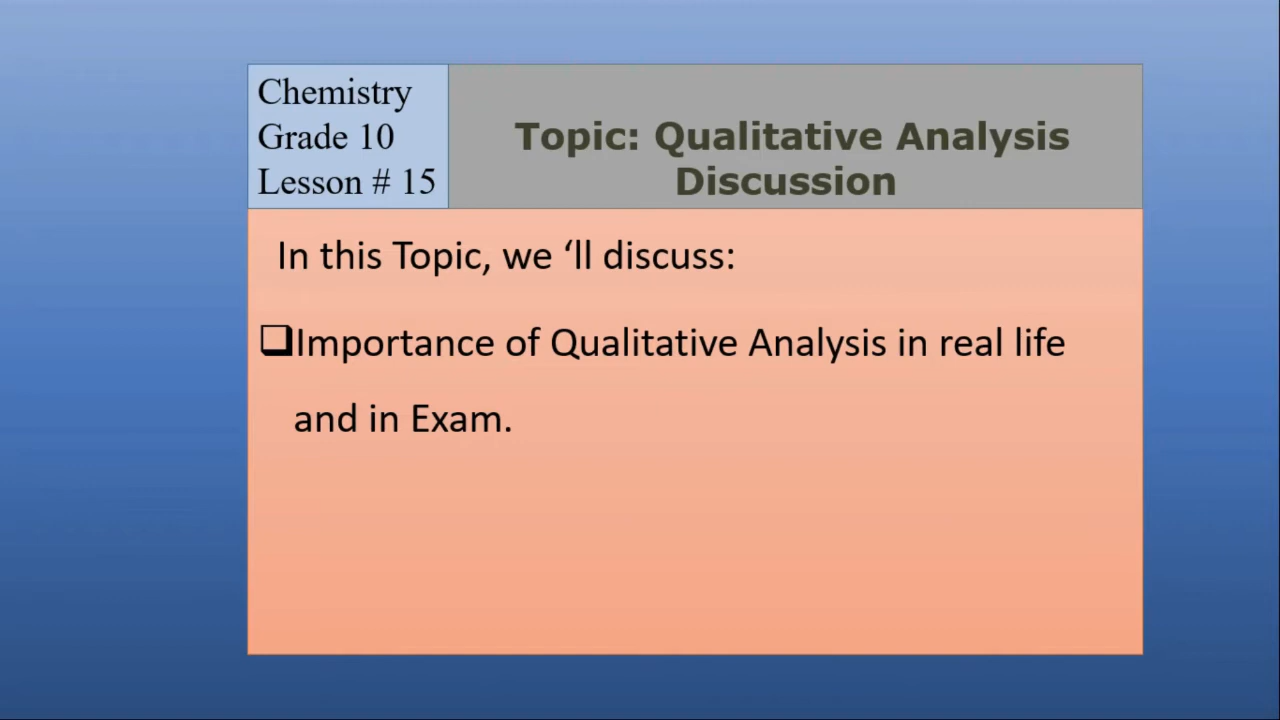 Chemistry
Grade 10
Lesson # 15
Topic: Qualitative Analysis
Discussion
In this Topic, we ‘ll discuss:
❑Importance of Qualitative Analysis in real life
and in Exam.